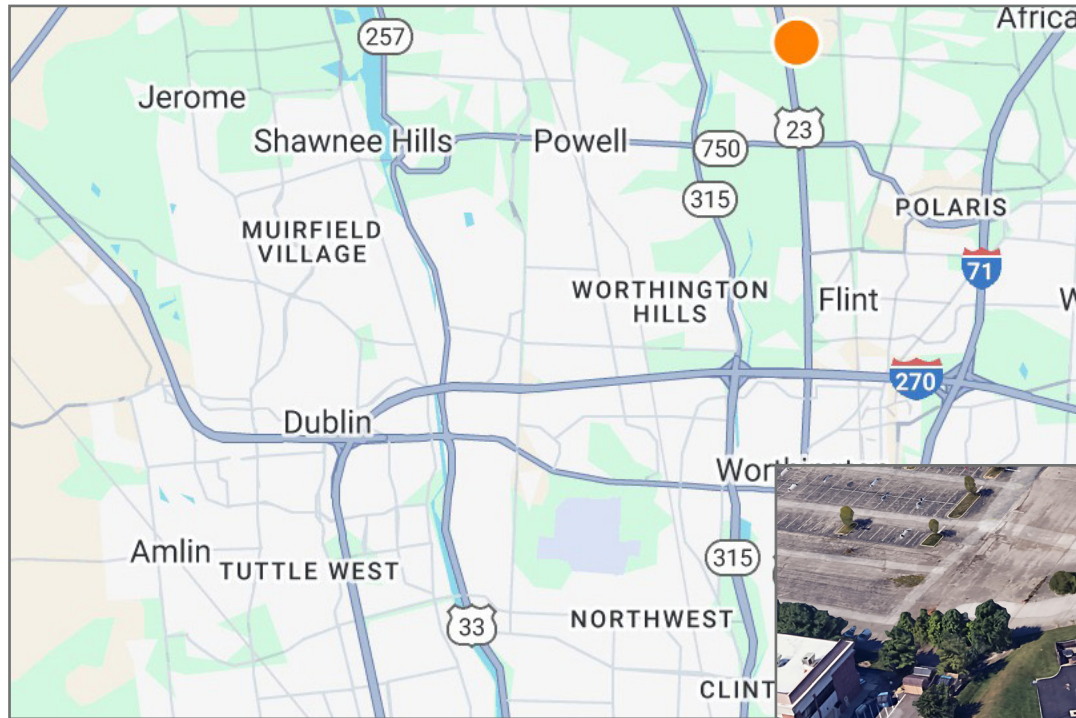 Africa
257
Jerome
23
Shawnee Hills
Powell
750
315
POLARIS
MUIRFIELD
VILLAGE
71
WORTHINGTON
HILLS
Flint
270
Dublin
315
Amlin
TUTTLE WEST
33
NORTHWEST